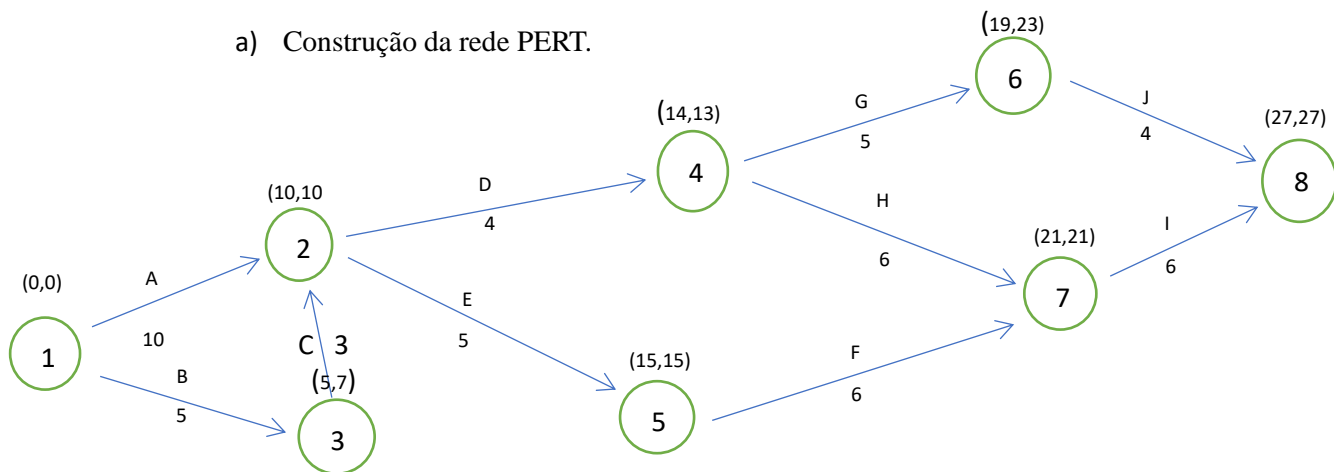 a) Construção da rede PERT.
(19,23)
6
G
5
J
4
(27,27)
8
(14,13)
4
D
4
H
6
(10,10
2
(21,21)
7
I
6
(0,0)
1
A
10
E
5
C 3
B
5
(5,7)
3
(15,15)
5
F
6